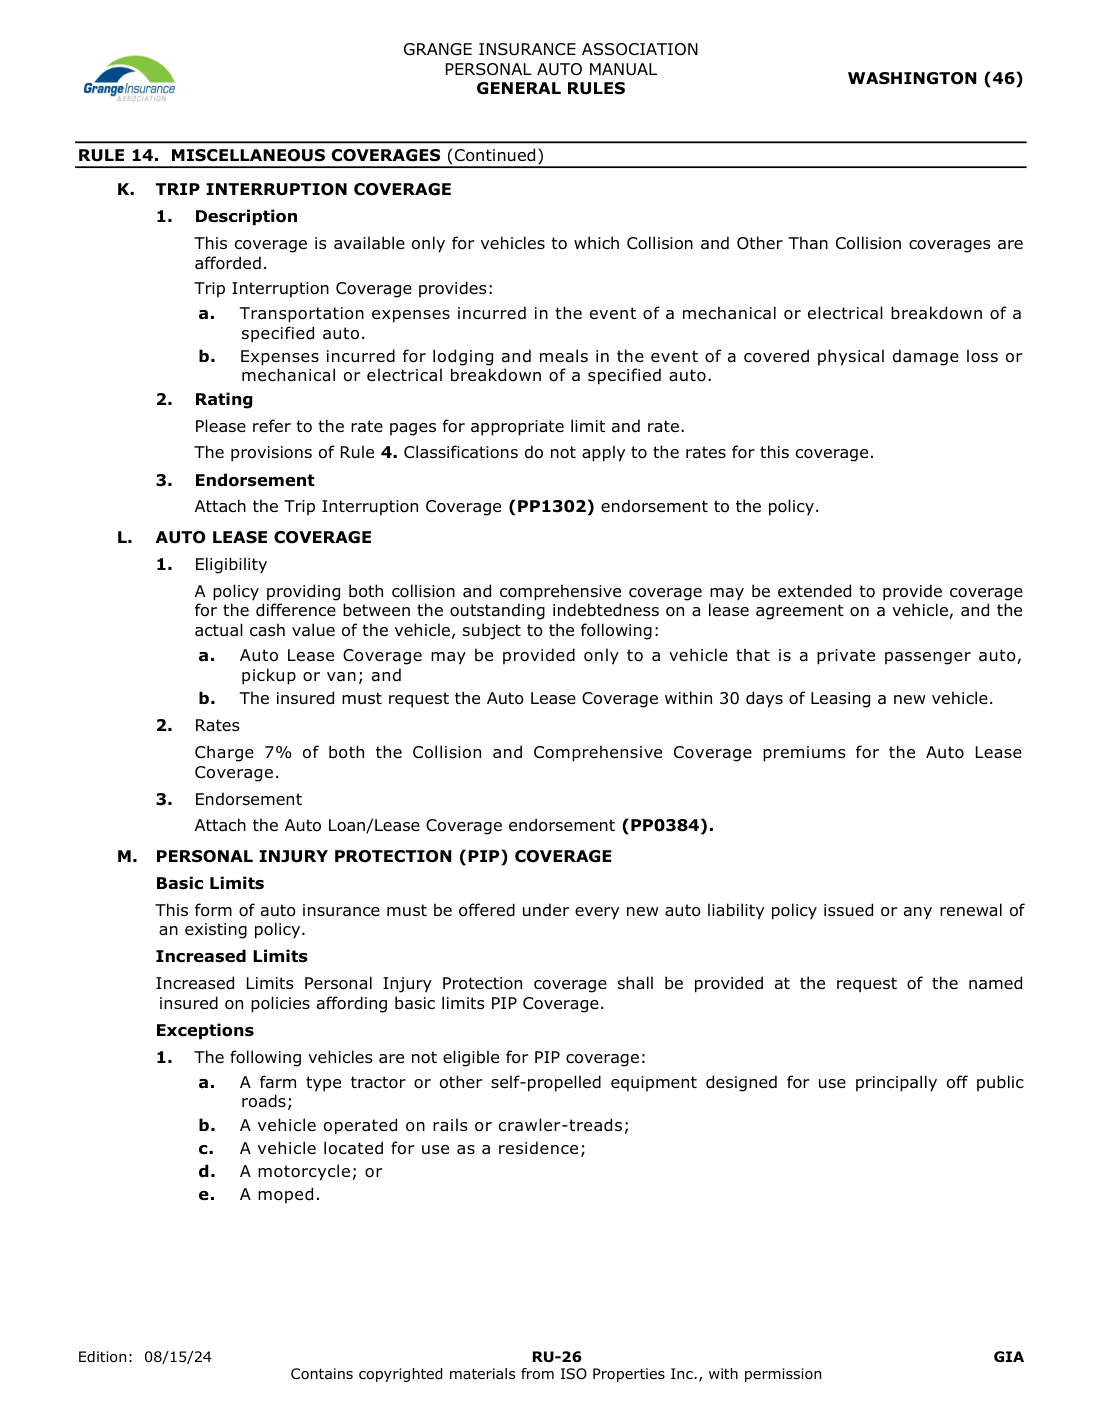 GRANGE INSURANCE ASSOCIATION
PERSONAL AUTO MANUAL
GENERAL RULES
WASHINGTON (46)
GrangeInsurance
ASSOCIATION
RULE 14. MISCELLANEOUS COVERAGES (Continued)
K. TRIP INTERRUPTION COVERAGE
1. Description
This coverage is available only for vehicles to which Collision and Other Than Collision coverages are
afforded.
Trip Interruption Coverage provides:
a. Transportation expenses incurred in the event of a mechanical or electrical breakdown of a
specified auto.
b. Expenses incurred for lodging and meals in the event of a covered physical damage loss or
mechanical or electrical breakdown of a specified auto.
2. Rating
Please refer to the rate pages for appropriate limit and rate.
The provisions of Rule 4. Classifications do not apply to the rates for this coverage.
3. Endorsement
Attach the Trip Interruption Coverage (PP1302) endorsement to the policy.
L. AUTO LEASE COVERAGE
1. Eligibility
A policy providing both collision and comprehensive coverage may be extended to provide coverage
for the difference between the outstanding indebtedness on a lease agreement on a vehicle, and the
actual cash value of the vehicle, subject to the following:
a. Auto Lease Coverage may be provided only to a vehicle that is a private passenger auto,
pickup or van; and
b. The insured must request the Auto Lease Coverage within 30 days of Leasing a new vehicle.
2. Rates
Charge 7% of both the Collision and Comprehensive Coverage premiums for the Auto Lease
Coverage.
3. Endorsement
Attach the Auto Loan/Lease Coverage endorsement (PP0384).
M. PERSONAL INJURY PROTECTION (PIP) COVERAGE
Basic Limits
This form of auto insurance must be offered under every new auto liability policy issued or any renewal of
an existing policy.
Increased Limits
Increased Limits Personal Injury Protection coverage shall be provided at the request of the named
insured on policies affording basic limits PIP Coverage.
Exceptions
1. The following vehicles are not eligible for PIP coverage:
a. A farm type tractor or other self-propelled equipment designed for use principally off public
roads;
b. A vehicle operated on rails or crawler-treads;
c. A vehicle located for use as a residence;
d. A motorcycle; or
e. A moped.
Edition: 08/15/24
RU-26
GIA
Contains copyrighted materials from ISO Properties Inc., with permission